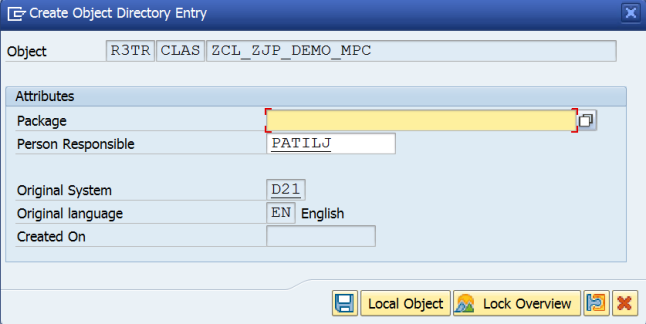 Create Object Directory Entry
Object R3TR CLAS ZCL_ZJP_DEMO_MPC
Attributes
Package
Person Responsible PATILJ
Original System D21
Original language EN English
Created On
Local Object Lock Overview